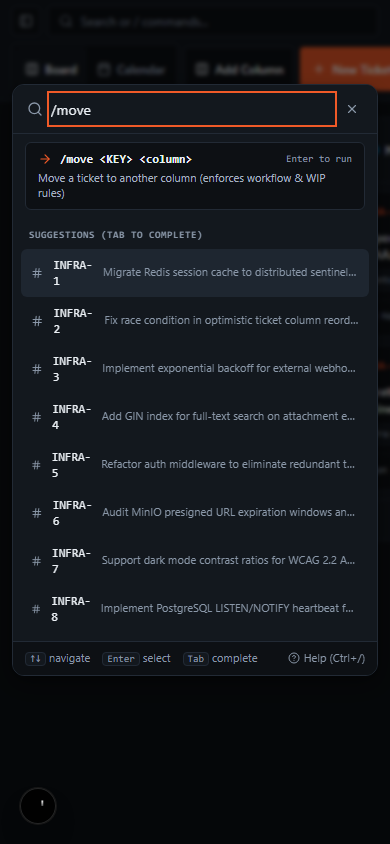 Search or / commands...
Board
Calendar
Add Column
+ New Ticket
/move
/move <KEY> <column>
Enter to run
Move a ticket to another column (enforces workflow & WIP
rules)
SUGGESTIONS (TAB TO COMPLETE)
# INFRA-
1
Migrate Redis session cache to distributed sentinel...
# INFRA-
2
Fix race condition in optimistic ticket column reord...
# INFRA-
3
Implement exponential backoff for external webho...
# INFRA-
4
Add GIN index for full-text search on attachment e...
# INFRA-
5
Refactor auth middleware to eliminate redundant t...
# INFRA-
6
Audit MinIO presigned URL expiration windows an...
# INFRA-
7
Support dark mode contrast ratios for WCAG 2.2 A...
# INFRA-
8
Implement PostgreSQL LISTEN/NOTIFY heartbeat f...
↑↓ navigate
Enter select
Tab complete
Help (Ctrl+/)